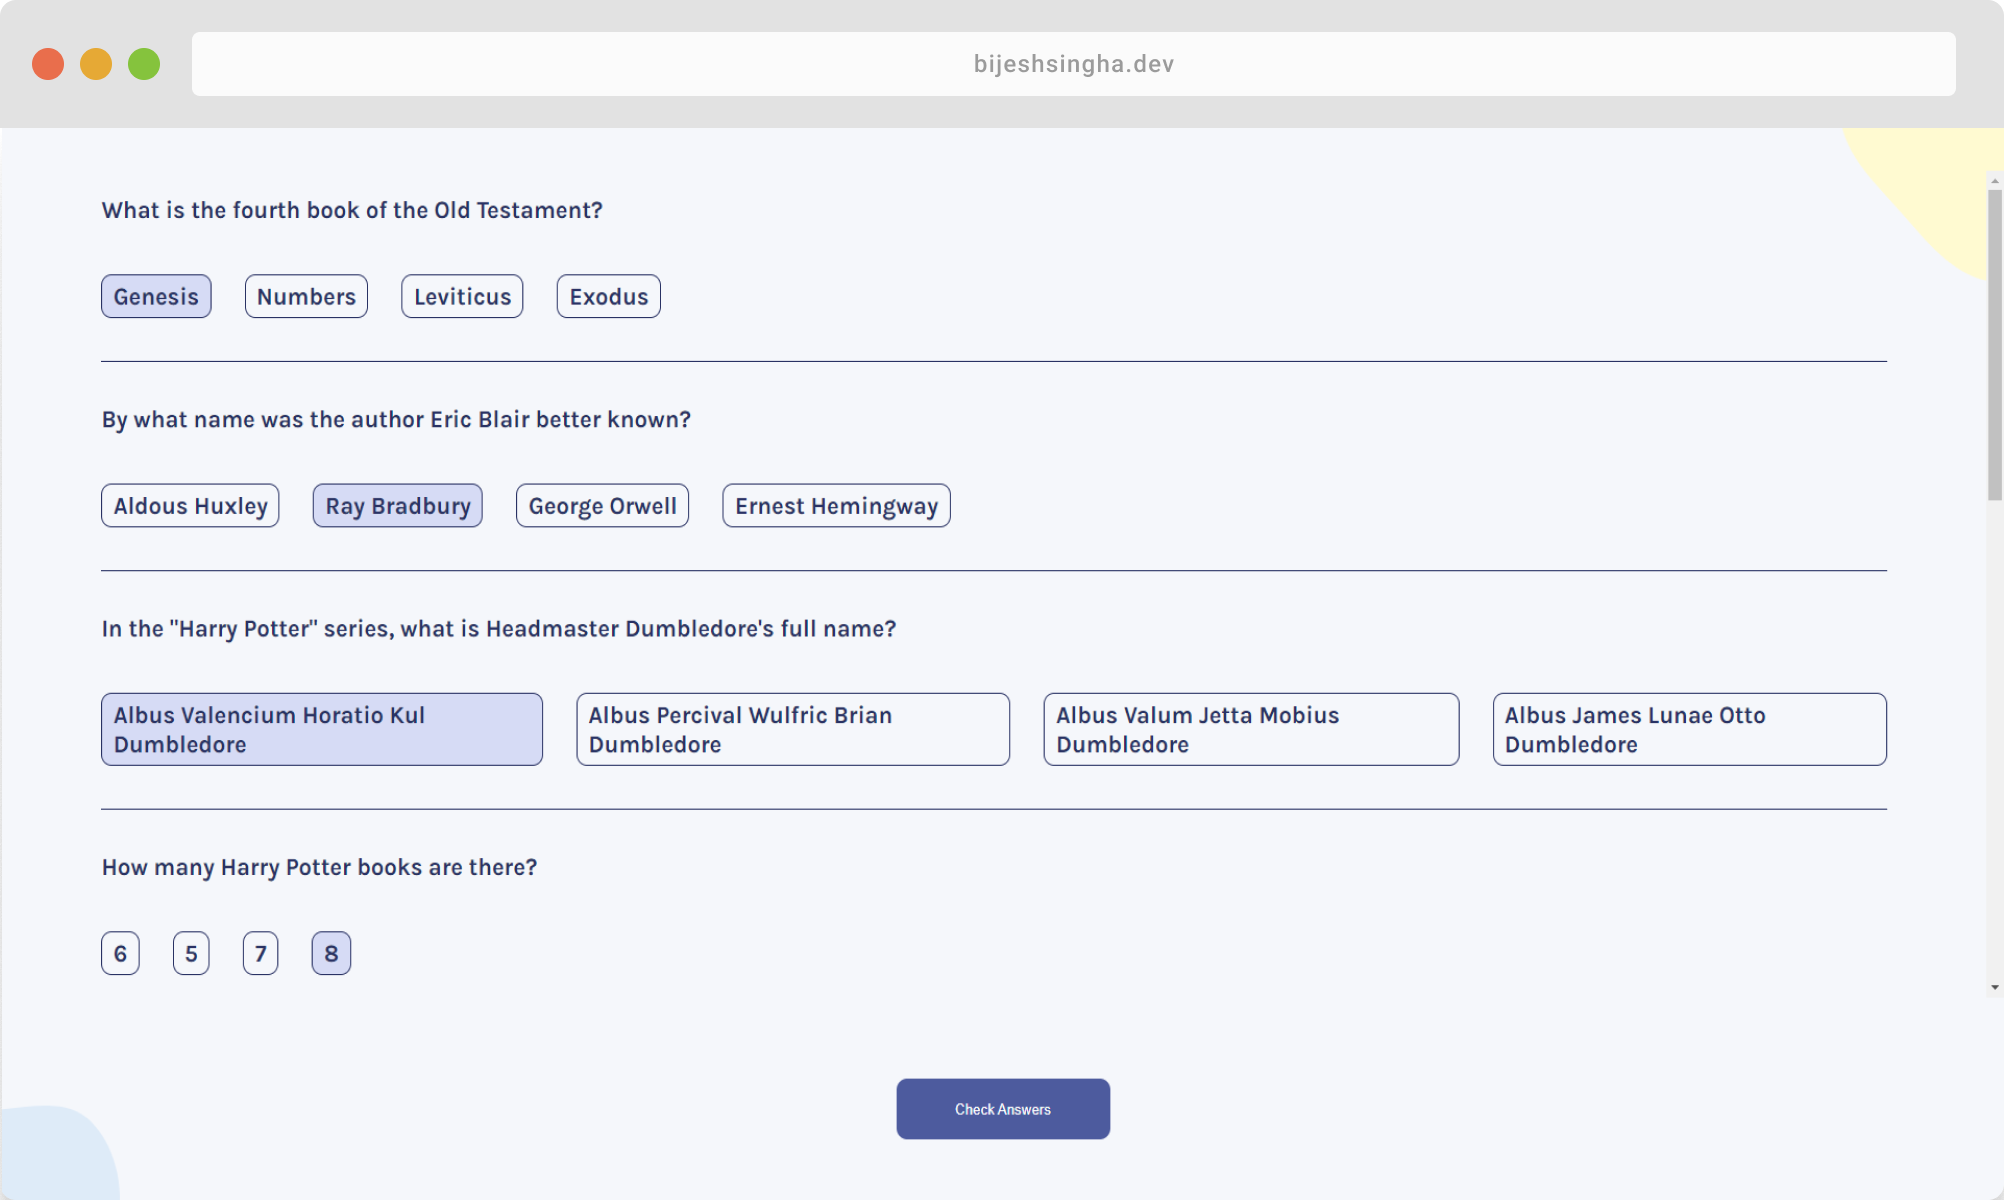 bijeshsingha.dev
What is the fourth book of the Old Testament?
Genesis Numbers Leviticus Exodus
By what name was the author Eric Blair better known?
Aldous Huxley Ray Bradbury George Orwell Ernest Hemingway
In the "Harry Potter" series, what is Headmaster Dumbledore's full name?
Albus Valencium Horatio Kul
Dumbledore
Albus Percival Wulfric Brian
Dumbledore
Albus Valum Jetta Mobius
Dumbledore
Albus James Lunae Otto
Dumbledore
How many Harry Potter books are there?
6 5 7 8
Check Answers